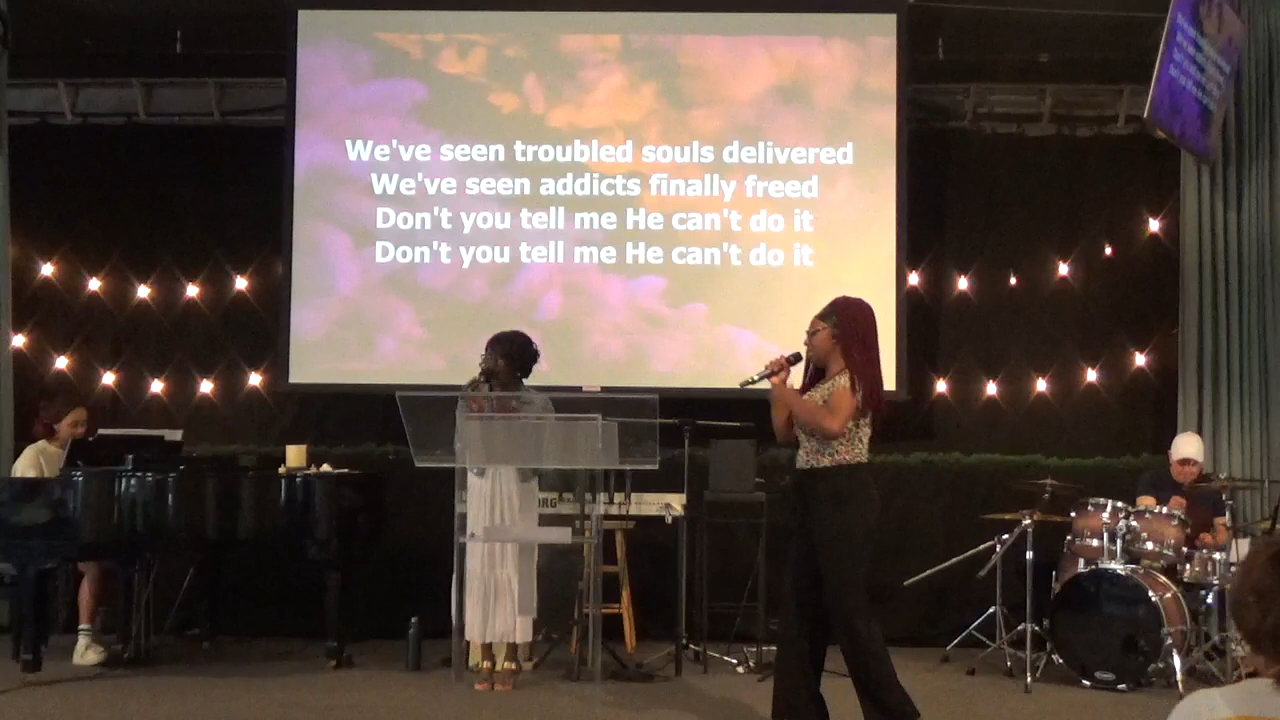 We've seen troubled souls delivered
We've seen addicts finally freed
Don't you tell me He can't do it
Don't you tell me He can't do it
ORG